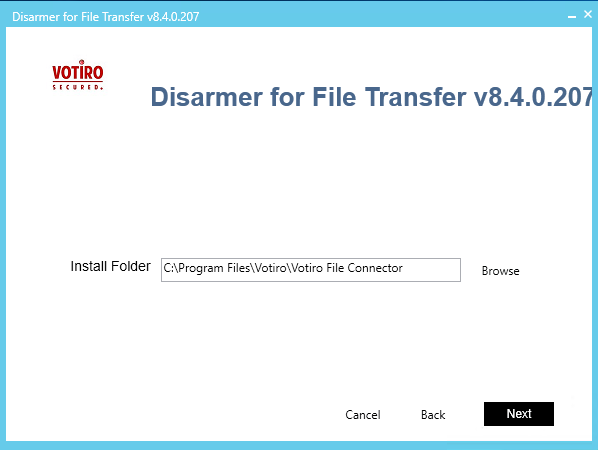 Disarmer for File Transfer v8.4.0.207
VOTIRO
SECURED.
Disarmer for File Transfer v8.4.0.207
Install Folder
C:\Program Files\Votiro\Votiro File Connector
Browse
Cancel
Back
Next